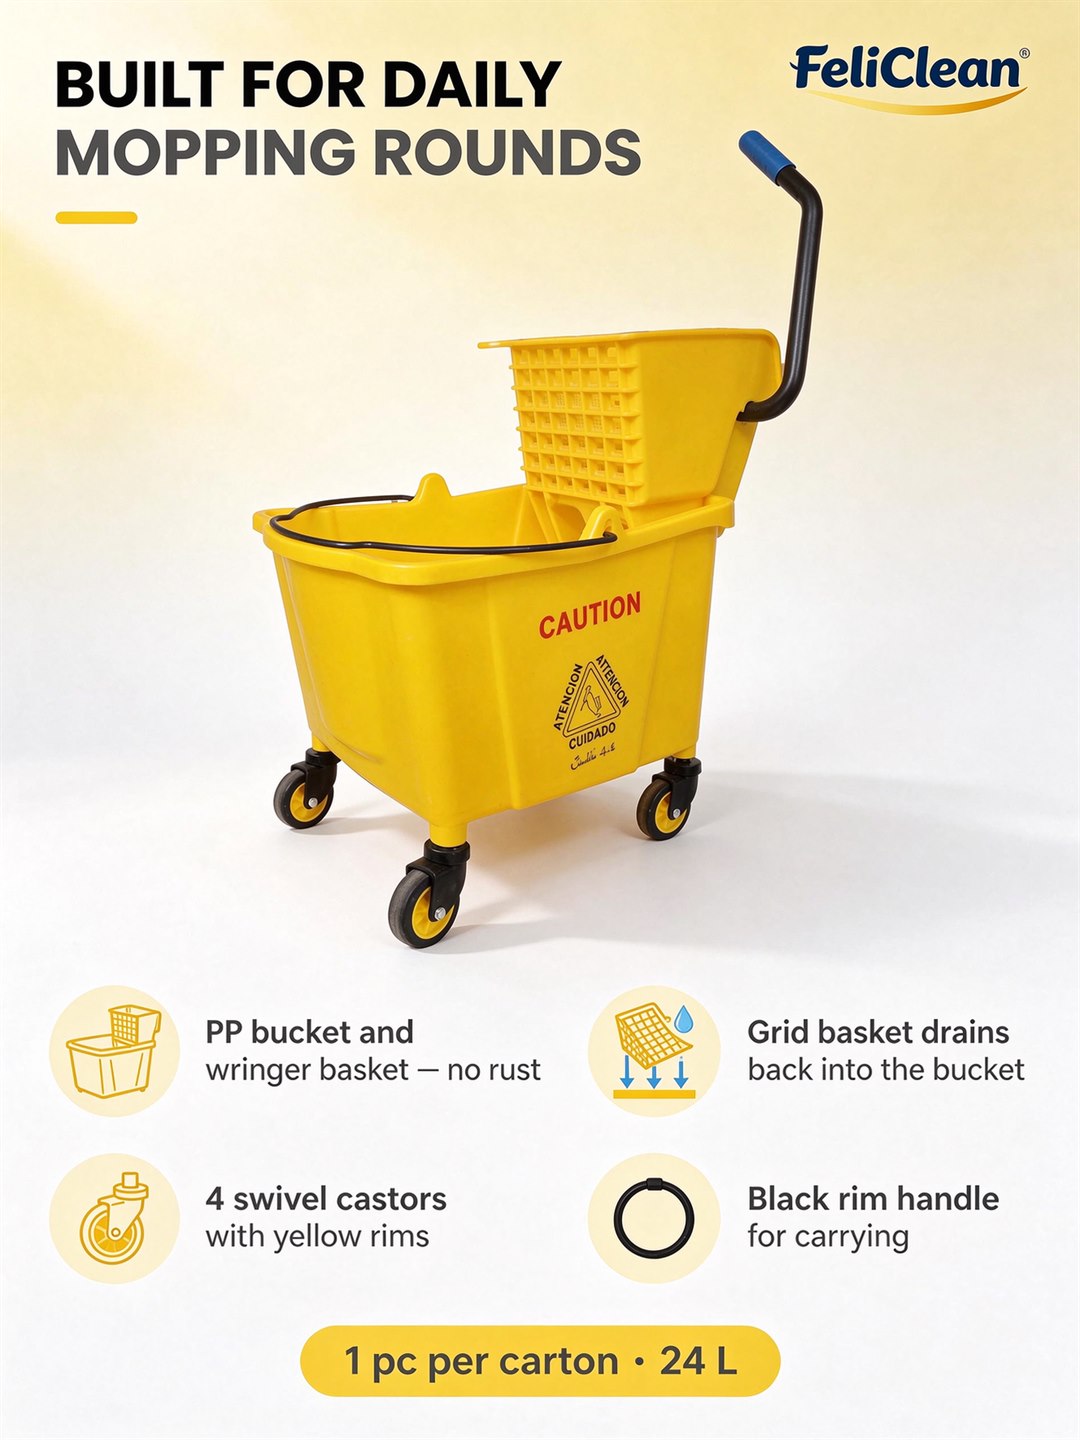 BUILT FOR DAILY
MOPPING ROUNDS
FeliClean®
CAUTION
ATENCION
ATTENCION
CUIDADO
PP bucket and
wringer basket — no rust
Grid basket drains
back into the bucket
4 swivel castors
with yellow rims
Black rim handle
for carrying
1 pc per carton • 24 L